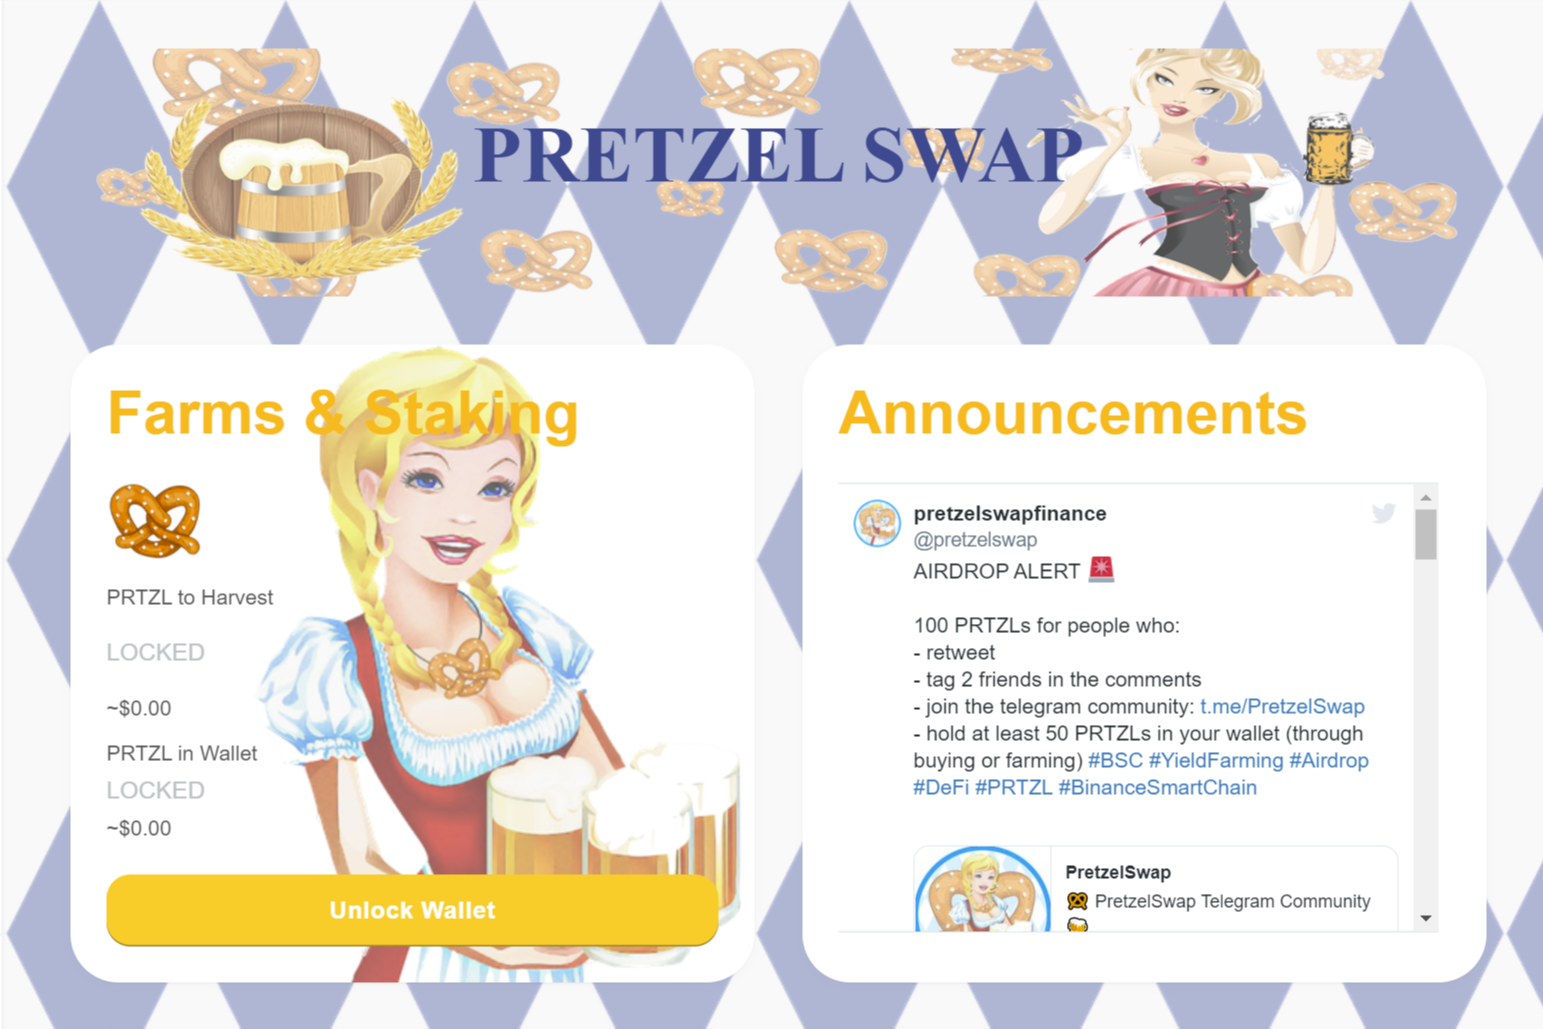 PRETZEL SWAP
Farms & Staking
PRTZL to Harvest
LOCKED
~$0.00
PRTZL in Wallet
LOCKED
~$0.00
Unlock Wallet
Announcements
pretzelswapfinance
@pretzelswap
AIRDROP ALERT 🚨
100 PRTZLs for people who:
- retweet
- tag 2 friends in the comments
- join the telegram community: t.me/PretzelSwap
- hold at least 50 PRTZLs in your wallet (through
buying or farming) #BSC #YieldFarming #Airdrop
#DeFi #PRTZL #BinanceSmartChain
PretzelSwap
🥨 PretzelSwap Telegram Community
🍺